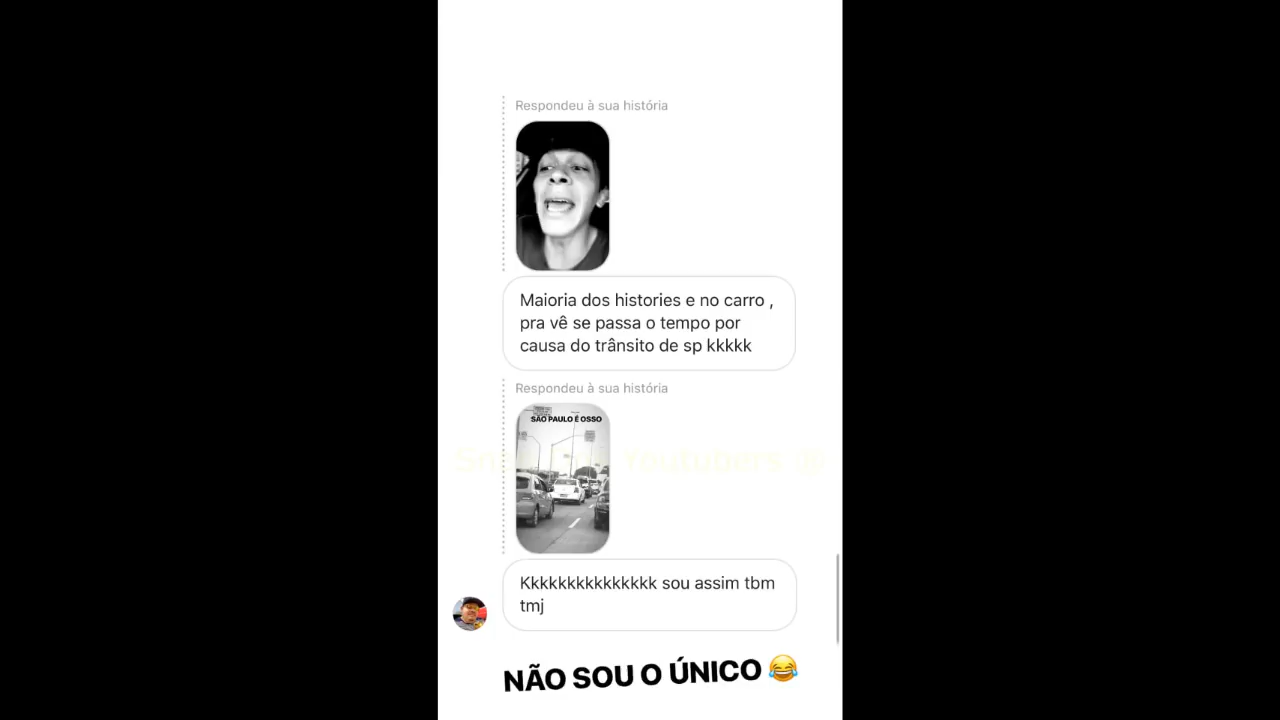 Respondeu à sua história
Maioria dos histories e no carro ,
pra vê se passa o tempo por
causa do trânsito de sp kkkkk
Respondeu à sua história
SÃO PAULO É OSSO
Kkkkkkkkkkkkkkk sou assim tbm
tmj
NÃO SOU O ÚNICO 😂